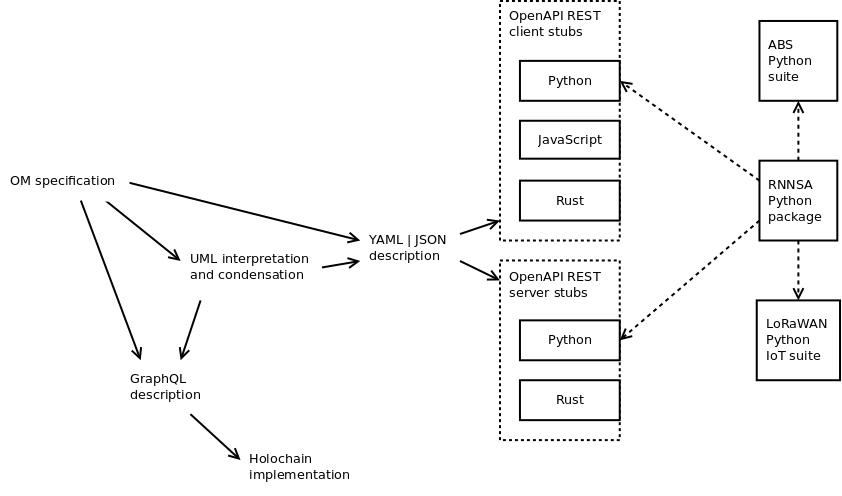 OM specification
UML interpretation
and condensation
GraphQL
description
Holochain
implementation
YAML | JSON
description
OpenAPI REST
client stubs
Python
JavaScript
Rust
OpenAPI REST
server stubs
Python
Rust
ABS
Python
suite
RNNSA
Python
package
LoRaWAN
Python
IoT suite